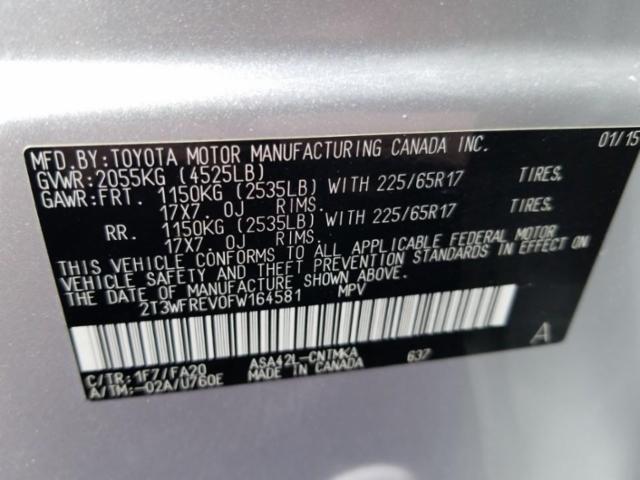 MFD.BY:TOYOTA MOTOR MANUFACTURING CANADA INC. 01/15
GVWR:2055KG (4525LB)
GAWR:FRT. 1150KG (2535LB) WITH 225/65R17 TIRES.
17X7.0J RIMS.
RR. 1150KG (2535LB) WITH 225/65R17 TIRES.
17X7.0J RIMS.
THIS VEHICLE CONFORMS TO ALL APPLICABLE FEDERAL MOTOR
VEHICLE SAFETY AND THEFT PREVENTION STANDARDS IN EFFECT ON
THE DATE OF MANUFACTURE SHOWN ABOVE.
2T3WFREV0FW164581 MPV
A
C/TR:1F7/FA20 ASA42L-CNTMKA 637
A/TM:-02A/U760E MADE IN CANADA